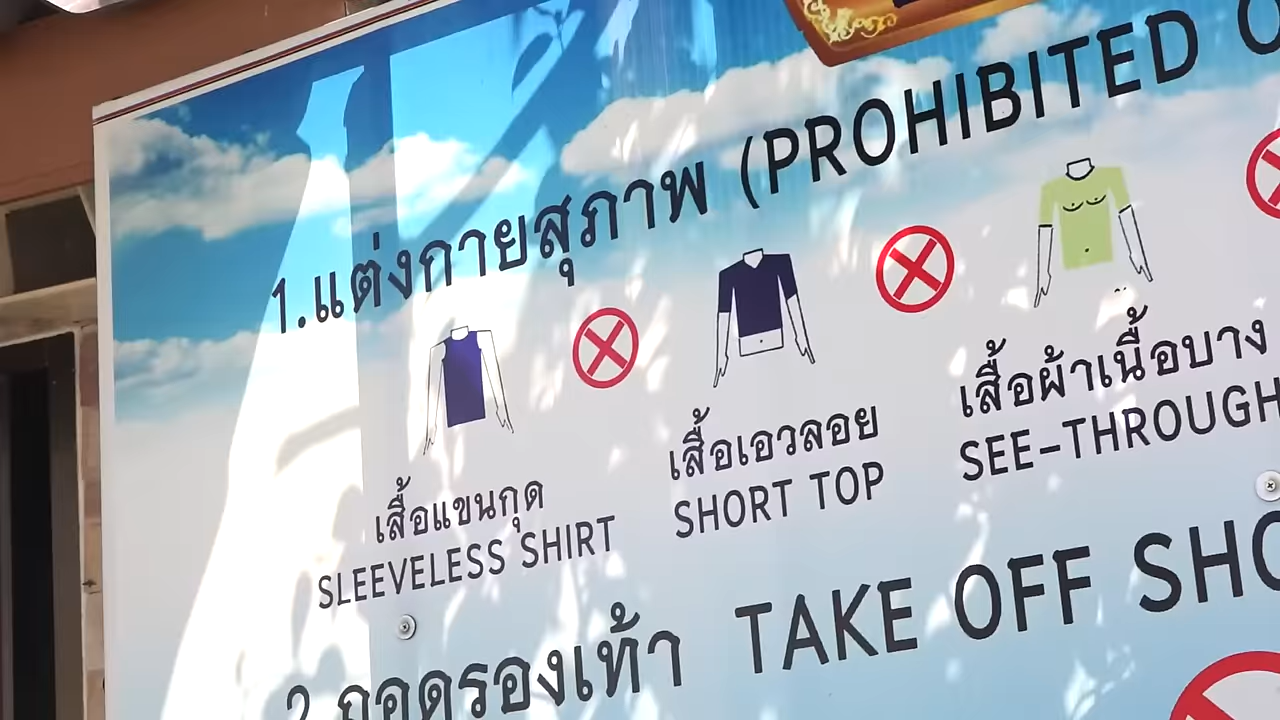 1.แต่งกายสุภาพ (PROHIBITED
เสื้อแขนกุด
SLEEVELESS SHIRT
เสื้อเอวลอย
SHORT TOP
เสื้อผ้าเนื้อบาง
SEE-THROUGH
2.ถอดรองเท้า TAKE OFF